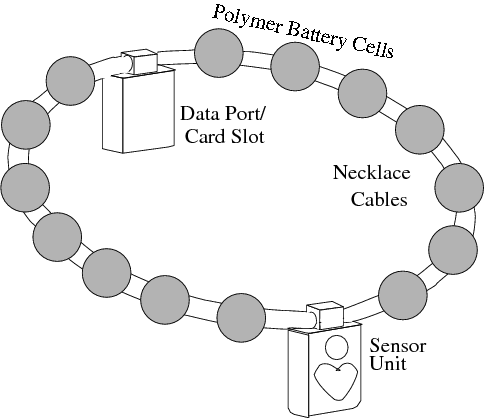 Polymer Battery Cells
Data Port/
Card Slot
Necklace
Cables
Sensor
Unit